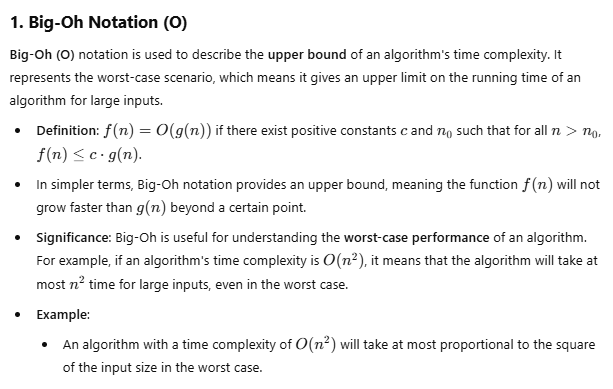 1. Big-Oh Notation (O)
Big-Oh (O) notation is used to describe the upper bound of an algorithm's time complexity. It
represents the worst-case scenario, which means it gives an upper limit on the running time of an
algorithm for large inputs.
• Definition: f(n) = O(g(n)) if there exist positive constants c and n₀ such that for all n > n₀,
f(n) ≤ c · g(n).
• In simpler terms, Big-Oh notation provides an upper bound, meaning the function f(n) will not
grow faster than g(n) beyond a certain point.
• Significance: Big-Oh is useful for understanding the worst-case performance of an algorithm.
For example, if an algorithm's time complexity is O(n²), it means that the algorithm will take at
most n² time for large inputs, even in the worst case.
• Example:
• An algorithm with a time complexity of O(n²) will take at most proportional to the square
of the input size in the worst case.